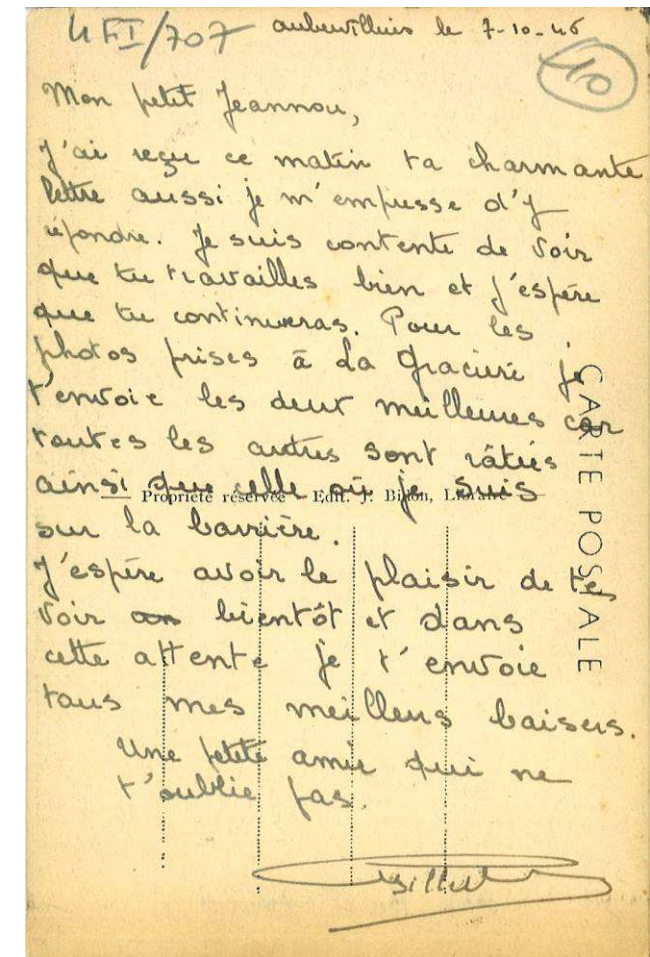 4 FI/707 aubervilliers le 7-10-46
10
Mon petit Jeannou,
J'ai reçu ce matin ta charmante
lettre aussi je m'empresse d'y
répondre. Je suis contente de voir
que tu travailles bien et j'espère
que tu continueras. Pour les
photos prises à La Gracière je
t'envoie les deux meilleures car
toutes les autres sont râtées
ainsi que celle où je suis
Propriété réservée Edit. J. Libraire
sur la barrière.
J'espère avoir le plaisir de te
voir bientôt et dans
cette attente je t'envoie
tous mes meilleurs baisers.
Une petite amie qui ne
t'oublie pas.
CARTE POSTALE